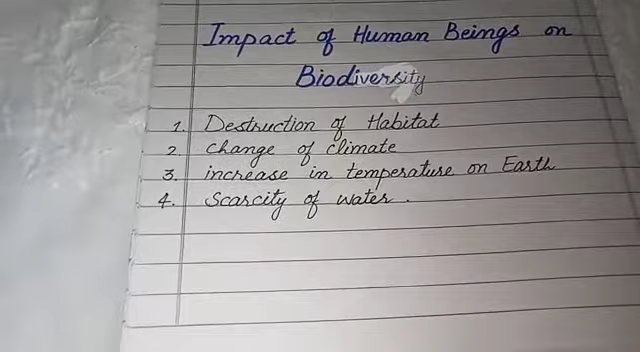 Impact of Human Beings on
Biodiversity
1. Destruction of Habitat
2. Change of climate
3. increase in temperature on Earth
4. Scarcity of water.